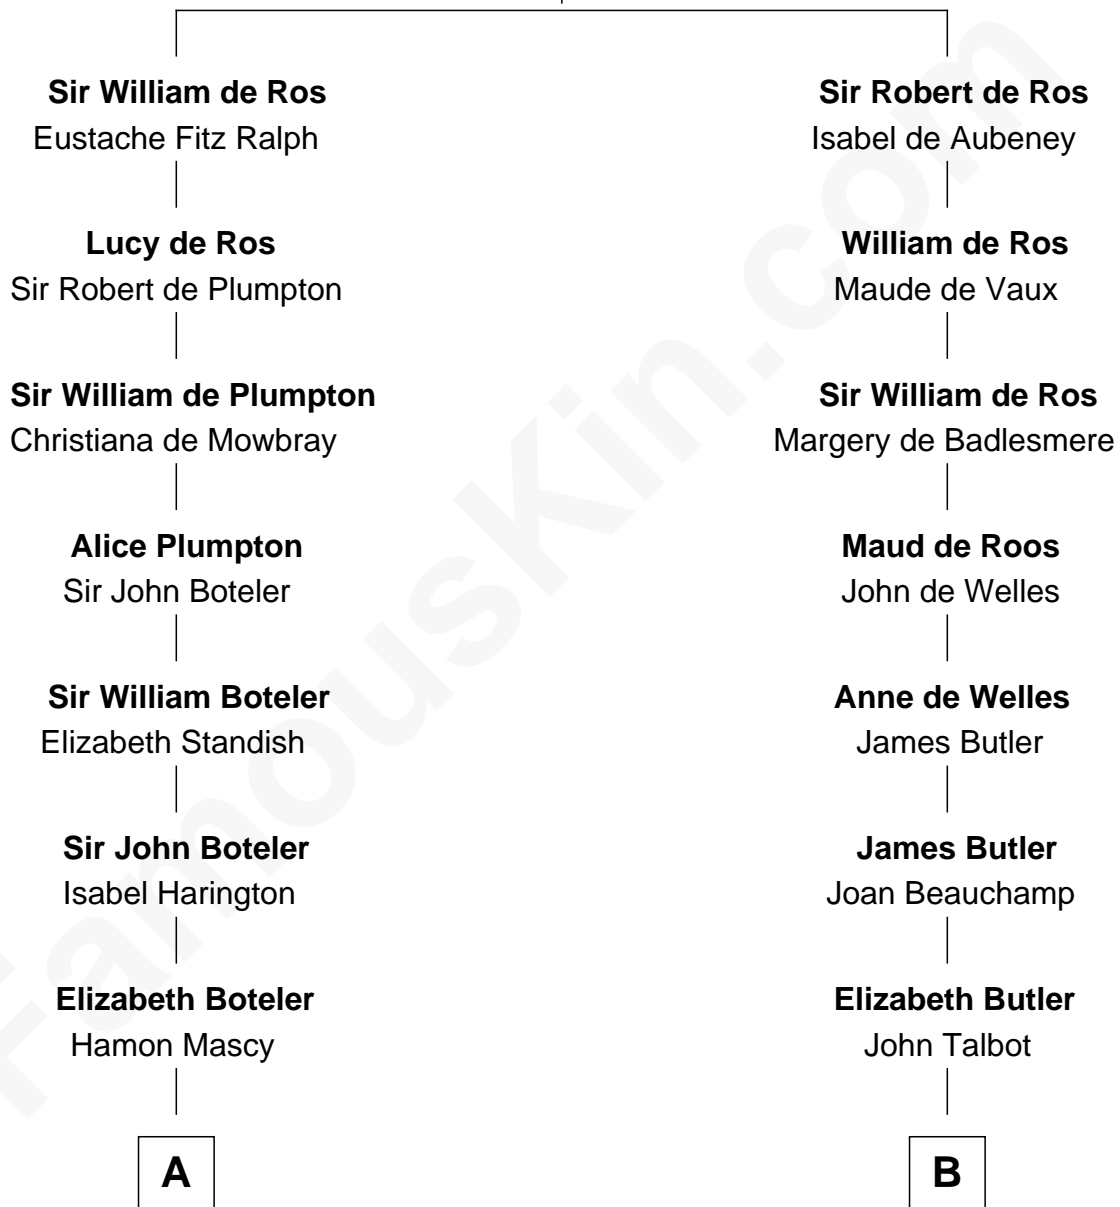 Sir William de Ros
Eustache Fitz Ralph
Sir Robert de Ros
Isabel de Aubeney
Lucy de Ros
Sir Robert de Plumpton
William de Ros
Maude de Vaux
Sir William de Plumpton
Christiana de Mowbray
Sir William de Ros
Margery de Badlesmere
Alice Plumpton
Sir John Boteler
Maud de Roos
John de Welles
Sir William Boteler
Elizabeth Standish
Anne de Welles
James Butler
Sir John Boteler
Isabel Harington
James Butler
Joan Beauchamp
Elizabeth Boteler
Hamon Mascy
Elizabeth Butler
John Talbot
A
B
FamousKin.com